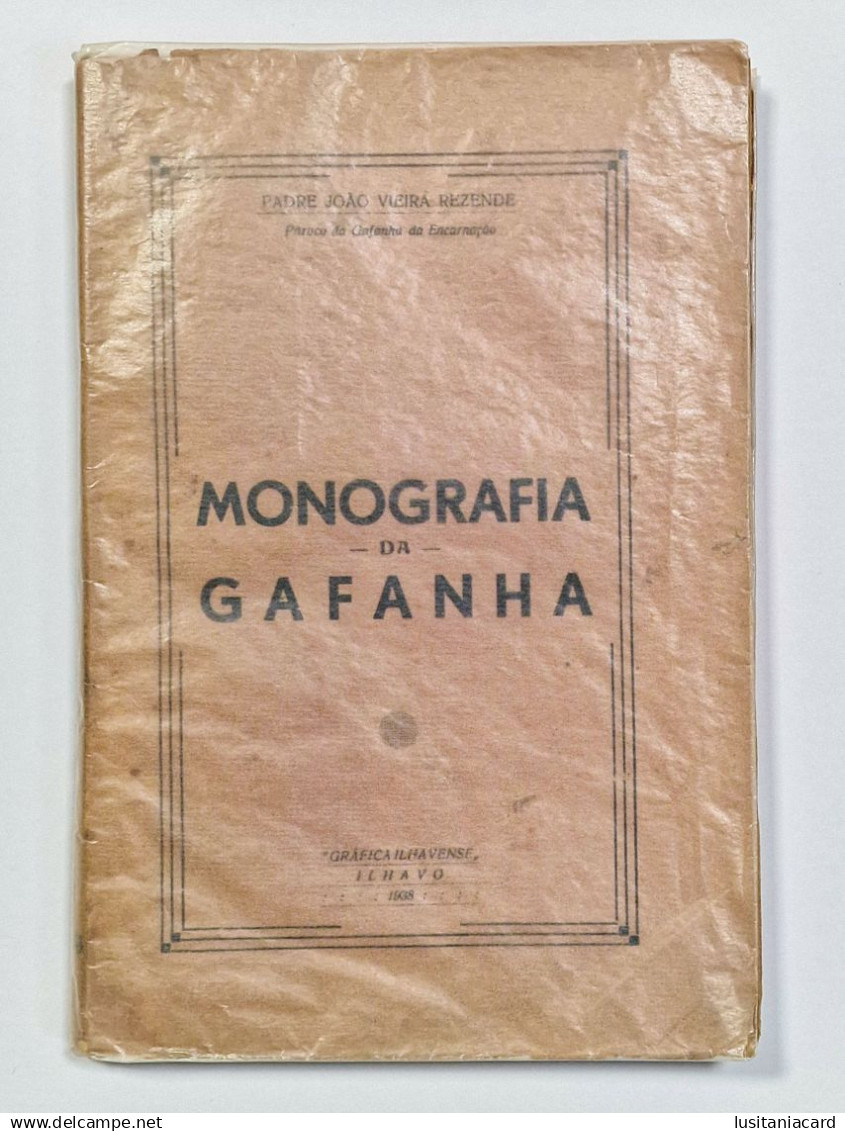 PADRE JOÃO VIEIRA REZENDE
Pároco da Gafanha da Encarnação
MONOGRAFIA
— DA —
GAFANHA
"GRÁFICA ILHAVENSE„
ILHAVO
: : : : 1938 : : : :
delcampe.net
lusitaniacard